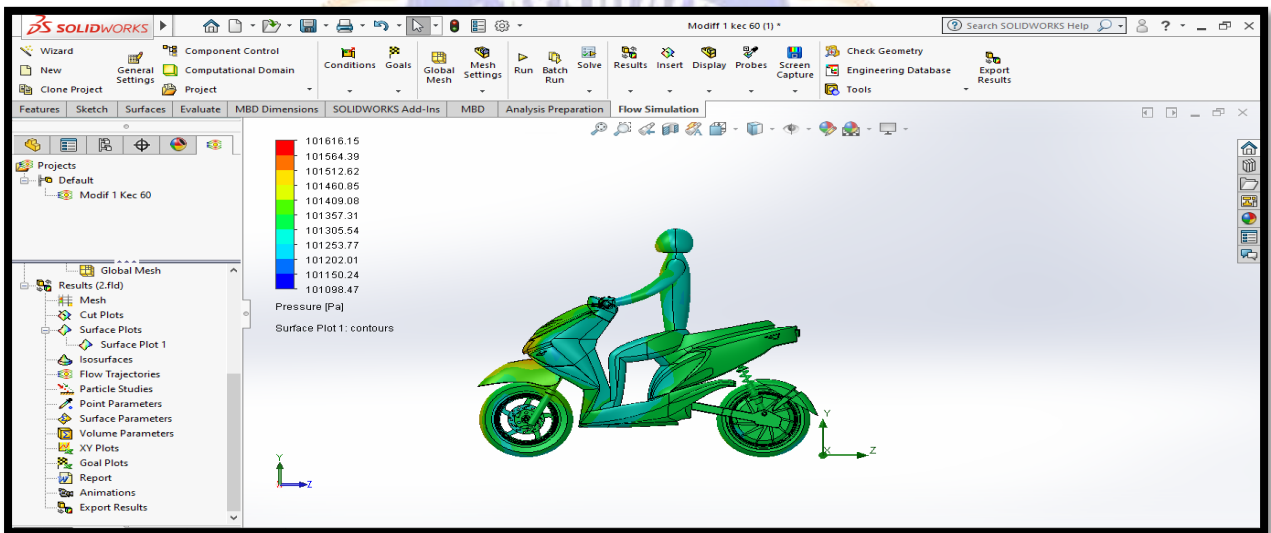 SOLIDWORKS
Modiff 1 kec 60 (1) *
Search SOLIDWORKS Help
?
Wizard
New
Clone Project
General Settings
Component Control
Computational Domain
Project
Conditions
Goals
Global Mesh
Mesh Settings
Run
Batch Run
Solve
Results
Insert
Display
Probes
Screen Capture
Check Geometry
Engineering Database
Tools
Export Results
Features
Sketch
Surfaces
Evaluate
MBD Dimensions
SOLIDWORKS Add-Ins
MBD
Analysis Preparation
Flow Simulation
Projects
Default
Modif 1 Kec 60
Global Mesh
Results (2.fld)
Mesh
Cut Plots
Surface Plots
Surface Plot 1
Isosurfaces
Flow Trajectories
Particle Studies
Point Parameters
Surface Parameters
Volume Parameters
XY Plots
Goal Plots
Report
Animations
Export Results
101616.15
101564.39
101512.62
101460.85
101409.08
101357.31
101305.54
101253.77
101202.01
101150.24
101098.47
Pressure [Pa]
Surface Plot 1: contours
Y
Z
Y
X
Z